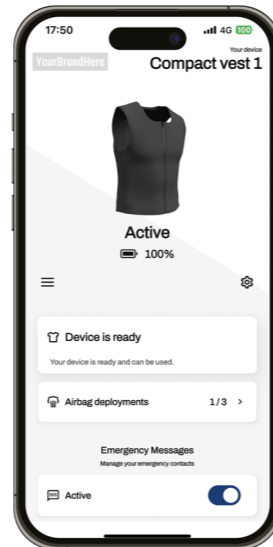 17:50
4G 100
Your device
YourBrandHere
Compact vest 1
Active
100%
Device is ready
Your device is ready and can be used.
Airbag deployments 1/3 >
Emergency Messages
Manage your emergency contacts
Active